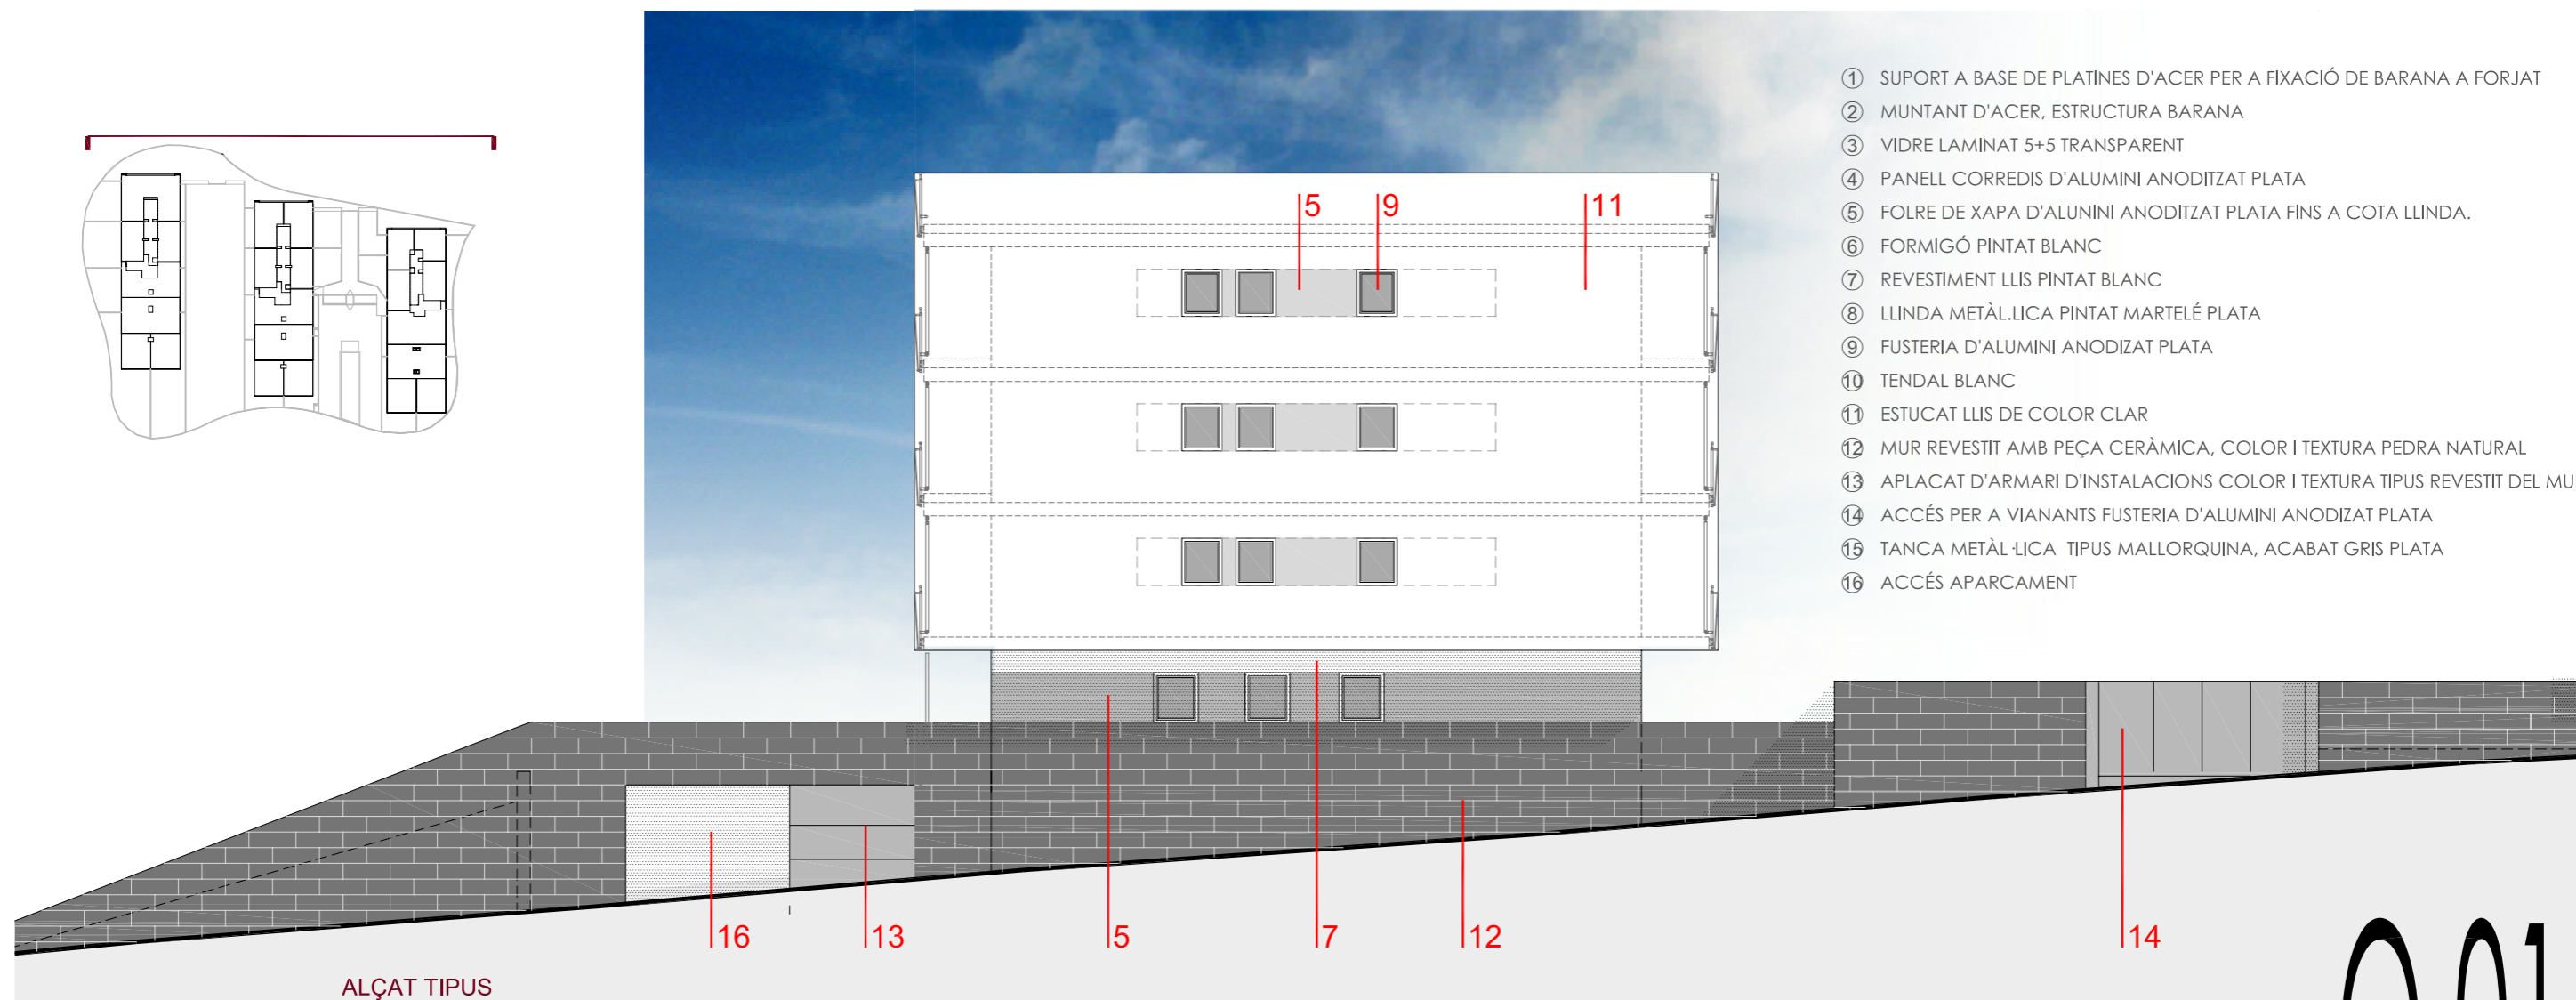 ① SUPORT A BASE DE PLATINES D'ACER PER A FIXACIÓ DE BARANA A FORJAT
② MUNTANT D'ACER, ESTRUCTURA BARANA
③ VIDRE LAMINAT 5+5 TRANSPARENT
④ PANELL CORREDIS D'ALUMINI ANODITZAT PLATA
⑤ FOLRE DE XAPA D'ALUNINI ANODITZAT PLATA FINS A COTA LLINDA.
⑥ FORMIGÓ PINTAT BLANC
⑦ REVESTIMENT LLIS PINTAT BLANC
⑧ LLINDA METÀL.LICA PINTAT MARTELÉ PLATA
⑨ FUSTERIA D'ALUMINI ANODIZAT PLATA
⑩ TENDAL BLANC
⑪ ESTUCAT LLIS DE COLOR CLAR
⑫ MUR REVESTIT AMB PEÇA CERÀMICA, COLOR I TEXTURA PEDRA NATURAL
⑬ APLACAT D'ARMARI D'INSTALACIONS COLOR I TEXTURA TIPUS REVESTIT DEL MU
⑭ ACCÉS PER A VIANANTS FUSTERIA D'ALUMINI ANODIZAT PLATA
⑮ TANCA METÀL·LICA TIPUS MALLORQUINA, ACABAT GRIS PLATA
⑯ ACCÉS APARCAMENT
5 9 11
16 13 5 7 12 14
ALÇAT TIPUS